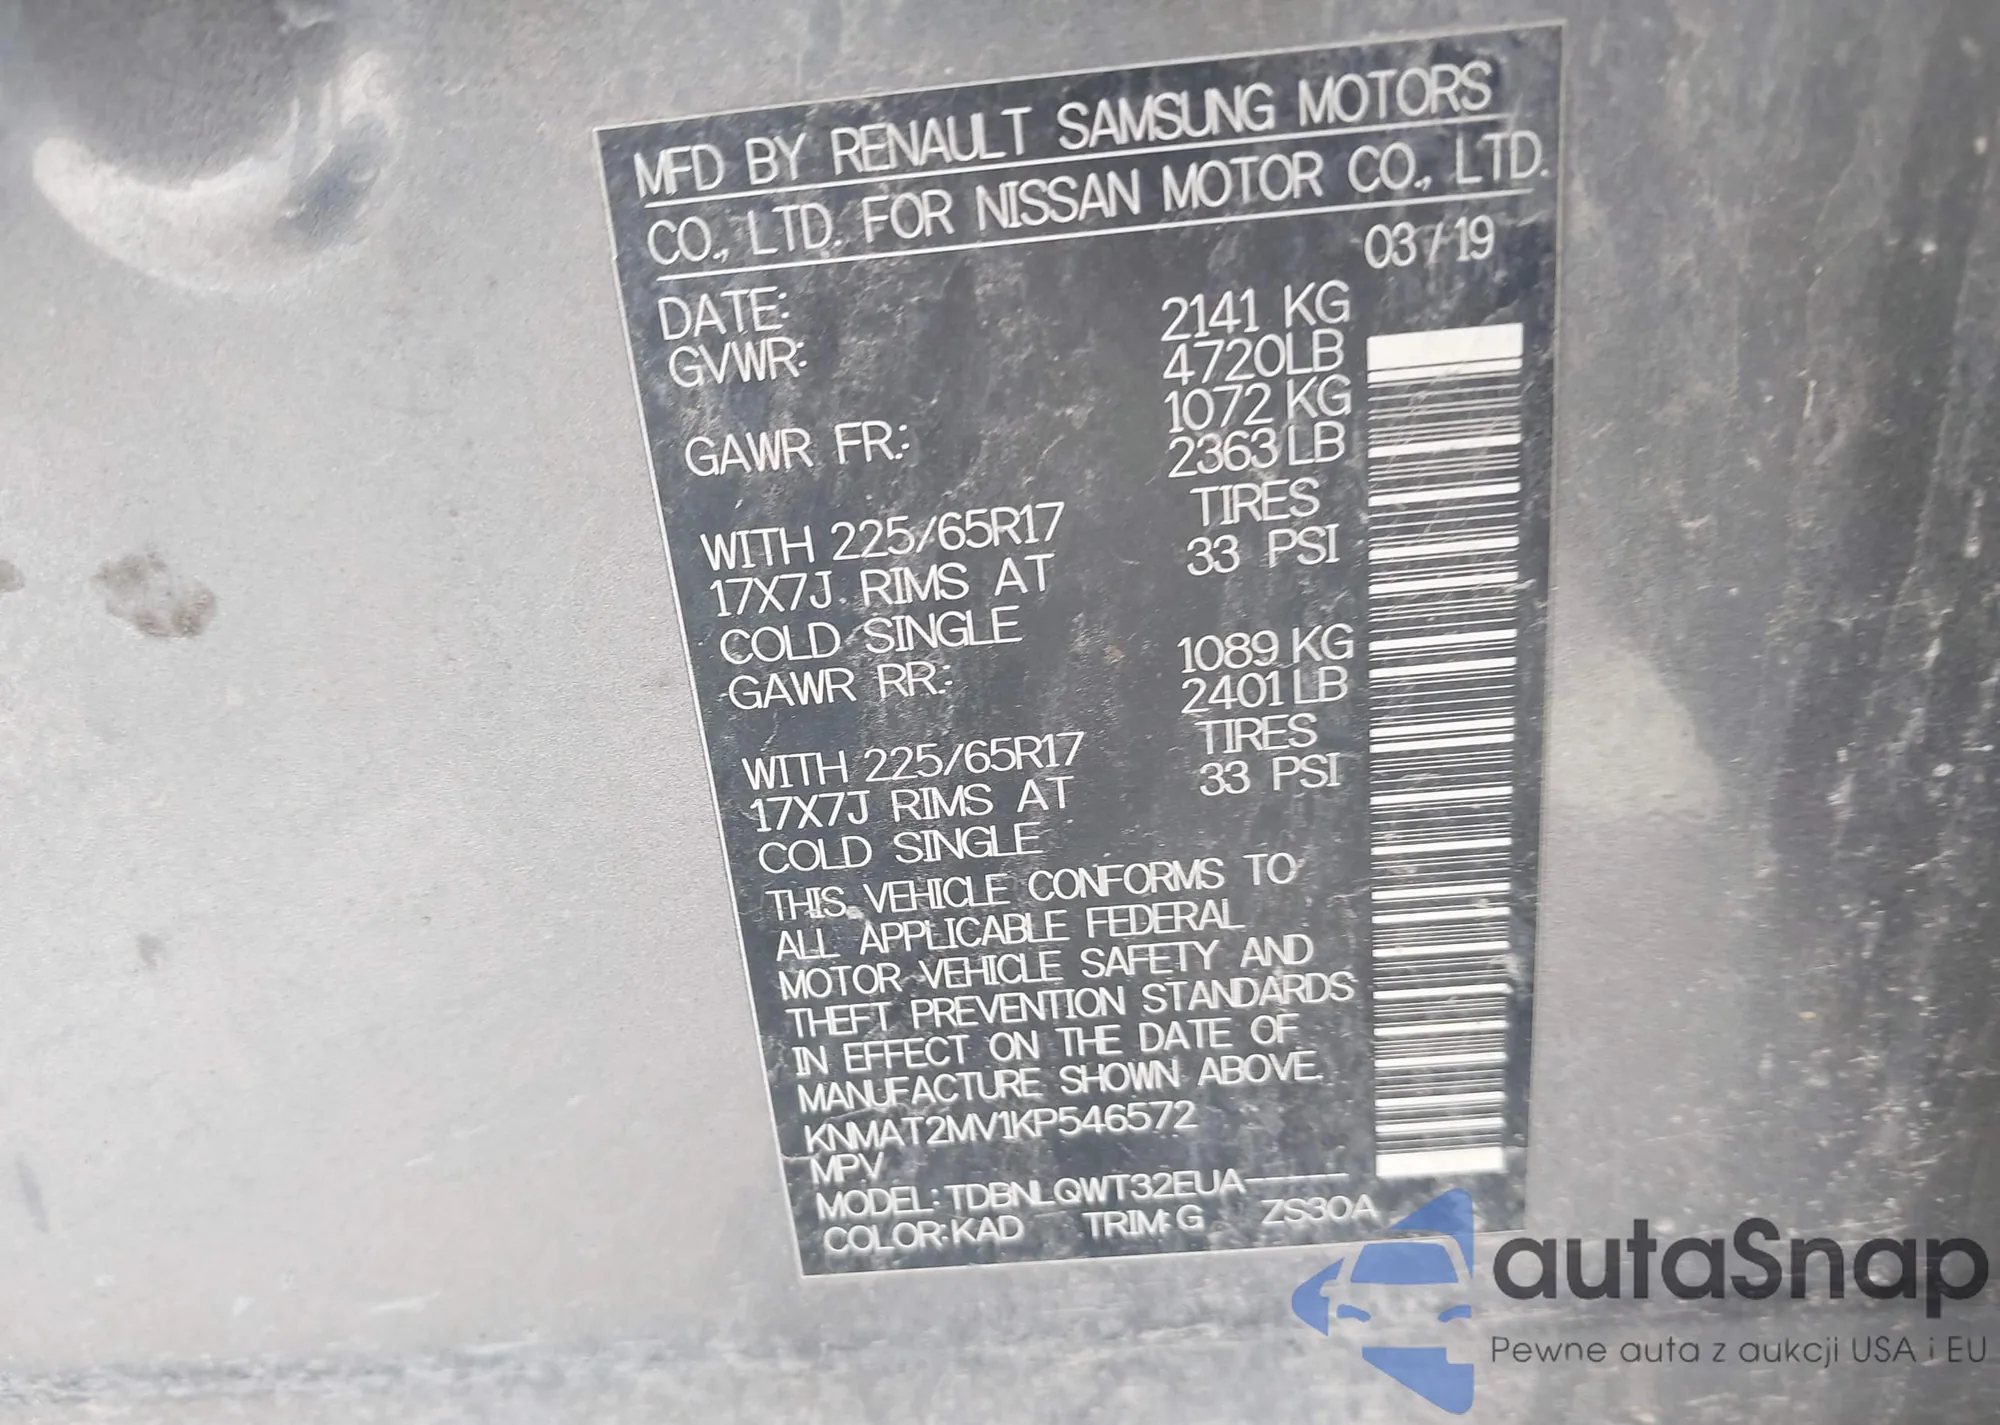 MFD BY RENAULT SAMSUNG MOTORS
CO., LTD. FOR NISSAN MOTOR CO., LTD.
DATE: 03/19
GVWR: 2141 KG
4720LB
GAWR FR.: 1072 KG
2363LB
WITH 225/65R17 TIRES
17X7J RIMS AT 33 PSI
COLD SINGLE
GAWR RR.: 1089 KG
2401LB
WITH 225/65R17 TIRES
17X7J RIMS AT 33 PSI
COLD SINGLE
THIS VEHICLE CONFORMS TO
ALL APPLICABLE FEDERAL
MOTOR VEHICLE SAFETY AND
THEFT PREVENTION STANDARDS
IN EFFECT ON THE DATE OF
MANUFACTURE SHOWN ABOVE.
KNMAT2MV1KP546572
MPV
MODEL: TDBNLQWT32EUA-----
COLOR:KAD TRIM:G ZS30A
autaSnap
Pewne auta z aukcji USA i EU